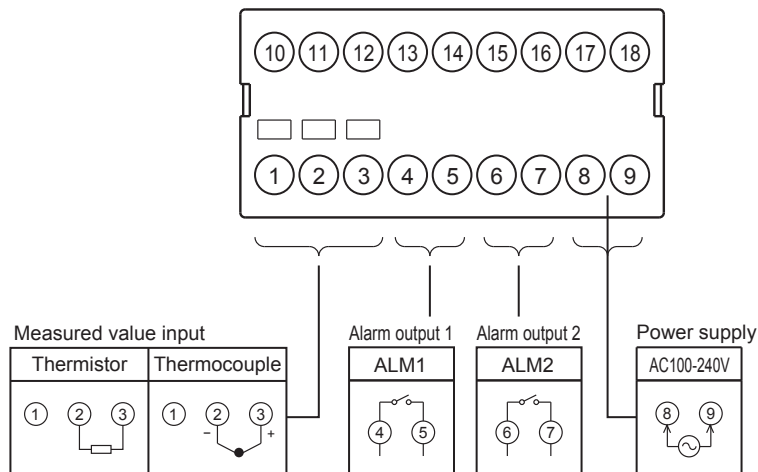 10 11 12 13 14 15 16 17 18
1 2 3 4 5 6 7 8 9
Measured value input
Thermistor Thermocouple
1 2 3 1 2 3
− +
Alarm output 1
ALM1
4 5
Alarm output 2
ALM2
6 7
Power supply
AC100-240V
8 9